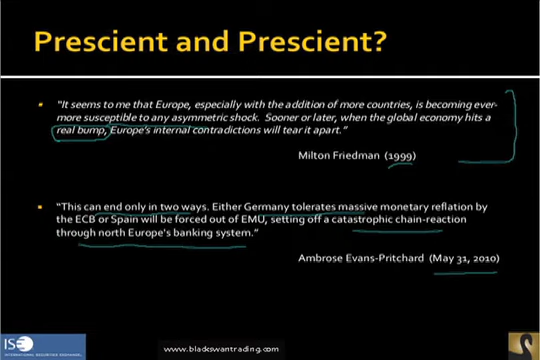 Prescient and Prescient?
"It seems to me that Europe, especially with the addition of more countries, is becoming ever-
more susceptible to any asymmetric shock. Sooner or later, when the global economy hits a
real bump, Europe's internal contradictions will tear it apart."
Milton Friedman (1999)
"This can end only in two ways. Either Germany tolerates massive monetary reflation by
the ECB or Spain will be forced out of EMU, setting off a catastrophic chain-reaction
through north Europe's banking system."
Ambrose Evans-Pritchard (May 31, 2010)
ISE
INTERNATIONAL SECURITIES EXCHANGE
www.blackswantrading.com